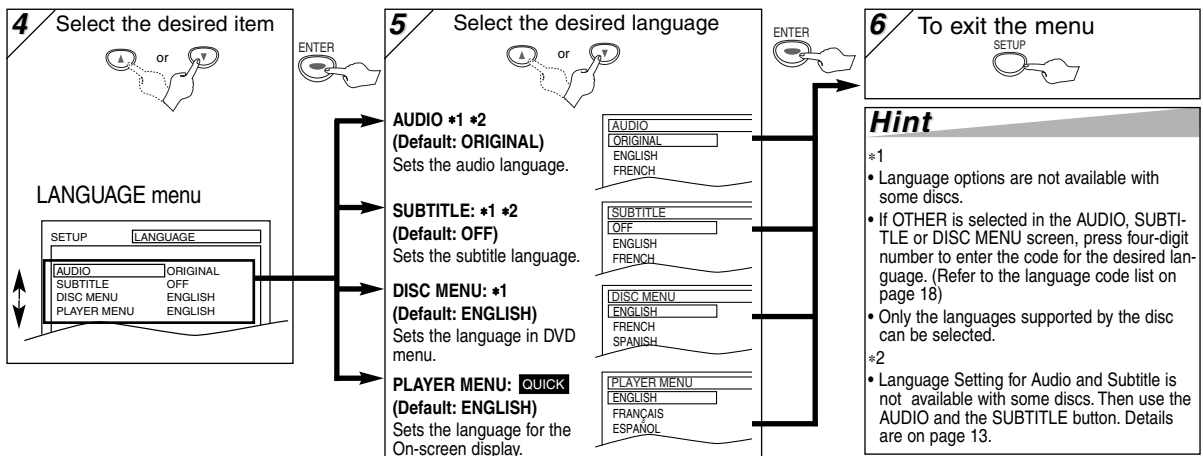 4 Select the desired item
or
ENTER
LANGUAGE menu
SETUP LANGUAGE
AUDIO ORIGINAL
SUBTITLE OFF
DISC MENU ENGLISH
PLAYER MENU ENGLISH
5 Select the desired language
or
ENTER
AUDIO *1 *2
(Default: ORIGINAL)
Sets the audio language.
AUDIO
ORIGINAL
ENGLISH
FRENCH
SUBTITLE: *1 *2
(Default: OFF)
Sets the subtitle language.
SUBTITLE
OFF
ENGLISH
FRENCH
DISC MENU: *1
(Default: ENGLISH)
Sets the language in DVD
menu.
DISC MENU
ENGLISH
FRENCH
SPANISH
PLAYER MENU: QUICK
(Default: ENGLISH)
Sets the language for the
On-screen display.
PLAYER MENU
ENGLISH
FRANÇAIS
ESPAÑOL
6 To exit the menu
SETUP
Hint
*1
• Language options are not available with
some discs.
• If OTHER is selected in the AUDIO, SUBTI-
TLE or DISC MENU screen, press four-digit
number to enter the code for the desired lan-
guage. (Refer to the language code list on
page 18)
• Only the languages supported by the disc
can be selected.
*2
• Language Setting for Audio and Subtitle is
not available with some discs. Then use the
AUDIO and the SUBTITLE button. Details
are on page 13.